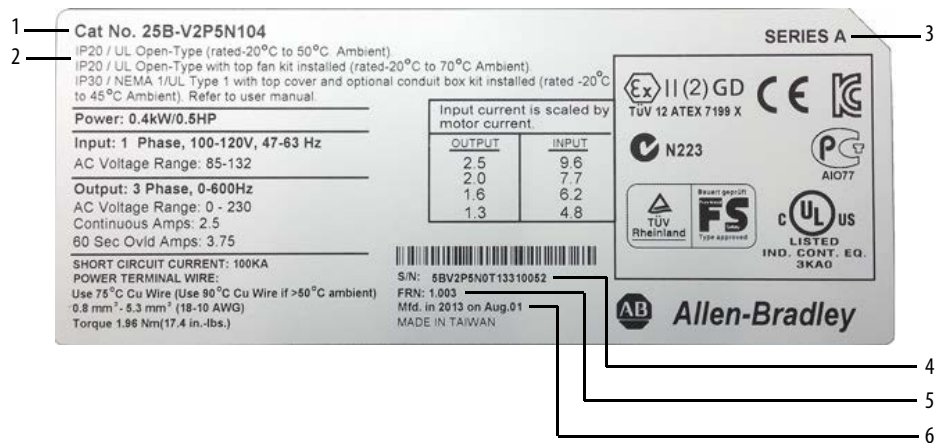 1
Cat No. 25B-V2P5N104
2
IP20 / UL Open-Type (rated-20°C to 50°C Ambient).
IP20 / UL Open-Type with top fan kit installed (rated-20°C to 70°C Ambient).
IP30 / NEMA 1/UL Type 1 with top cover and optional conduit box kit installed (rated -20°C
to 45°C Ambient). Refer to user manual.
SERIES A
3
Power: 0.4kW/0.5HP
Input: 1 Phase, 100-120V, 47-63 Hz
AC Voltage Range: 85-132
Output: 3 Phase, 0-600Hz
AC Voltage Range: 0 - 230
Continuous Amps: 2.5
60 Sec Ovld Amps: 3.75
SHORT CIRCUIT CURRENT: 100KA
POWER TERMINAL WIRE:
Use 75°C Cu Wire (Use 90°C Cu Wire if >50°C ambient)
0.8 mm² - 5.3 mm² (18-10 AWG)
Torque 1.96 Nm(17.4 in.-lbs.)
Input current is scaled by
motor current.
OUTPUT INPUT
2.5 9.6
2.0 7.7
1.6 6.2
1.3 4.8
S/N: 5BV2P5N0T13310052
FRN: 1.003
Mfd. in 2013 on Aug.01
MADE IN TAIWAN
Ex II (2) GD CE
TÜV 12 ATEX 7199 X
N223
AIO77
TÜV
Rheinland
Bauart geprüft
Functional
Safety
FS
Type approved
C UL US
LISTED
IND. CONT. EQ.
3KA0
AB Allen-Bradley
4
5
6